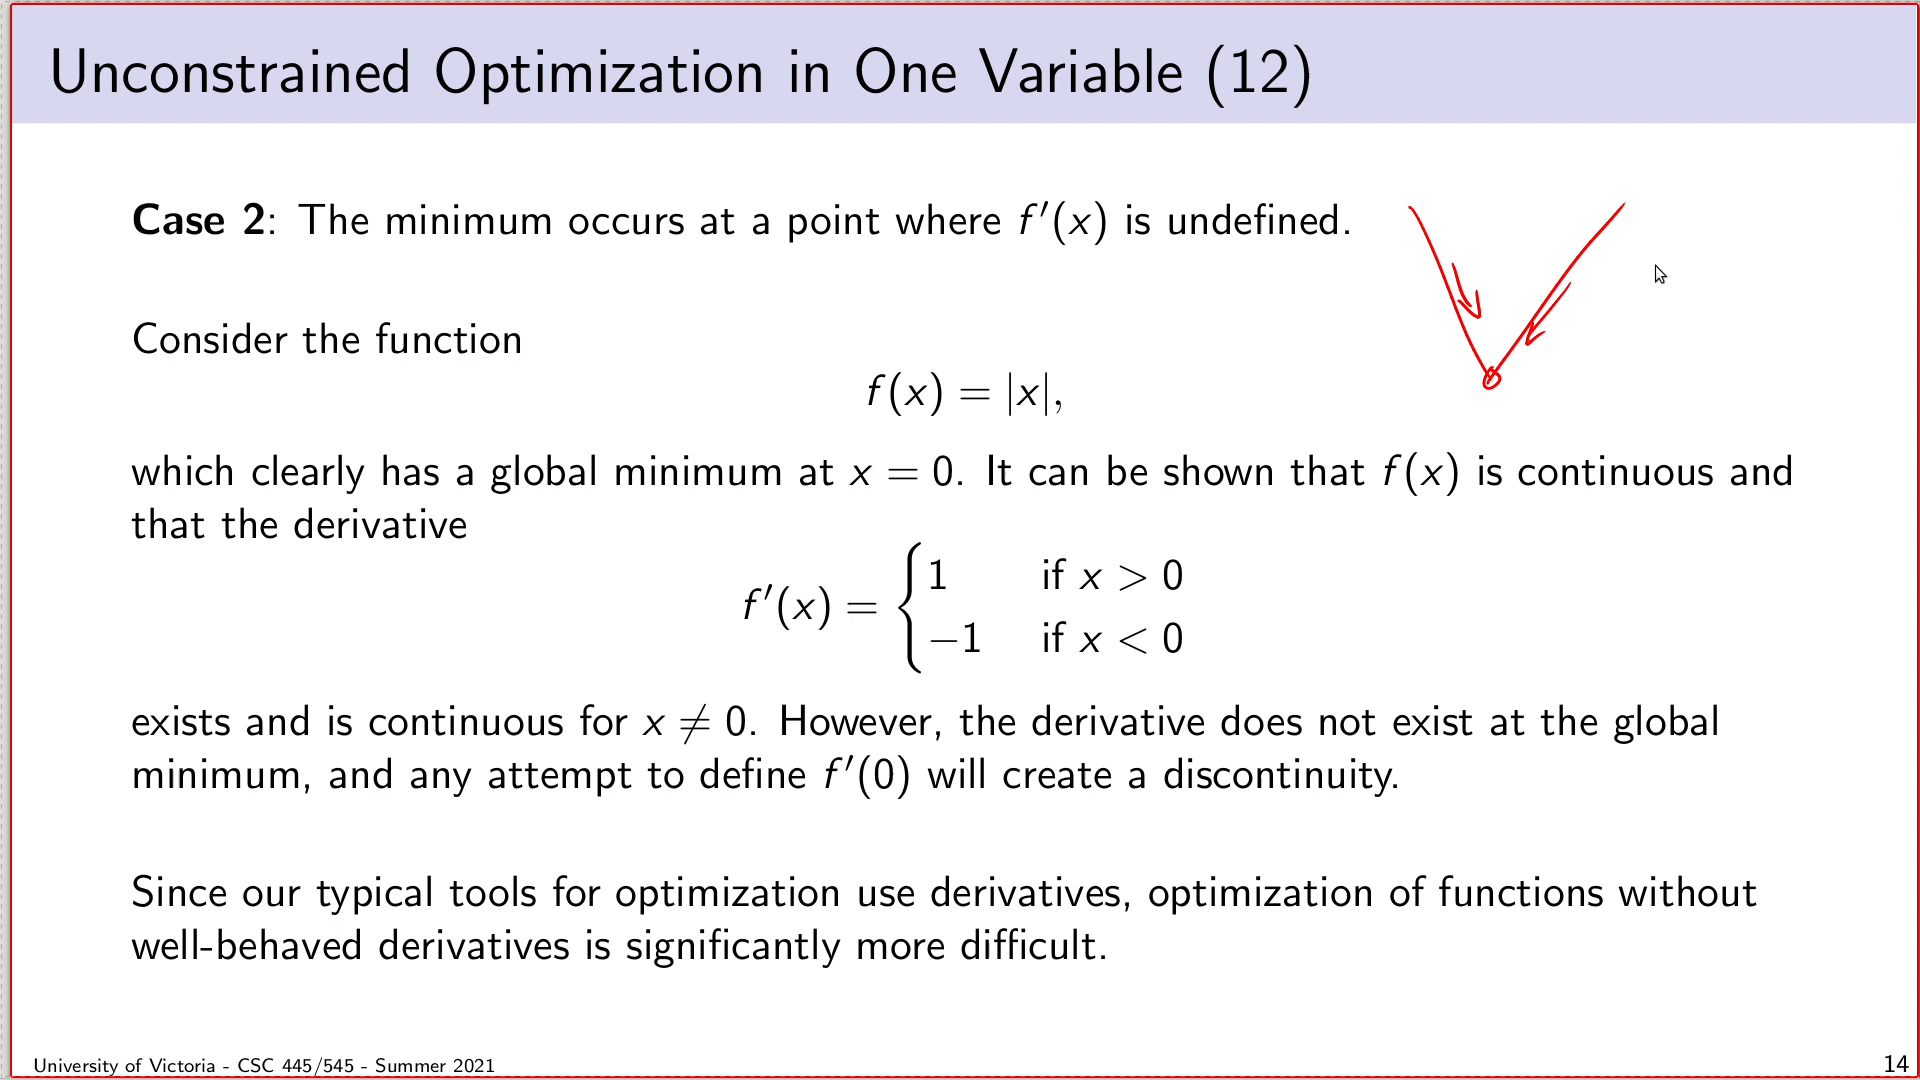 Unconstrained Optimization in One Variable (12)
Case 2: The minimum occurs at a point where f′(x) is undefined.
Consider the function
f(x) = |x|,
which clearly has a global minimum at x = 0. It can be shown that f(x) is continuous and
that the derivative
f′(x) = { 1 if x > 0
−1 if x < 0
exists and is continuous for x ≠ 0. However, the derivative does not exist at the global
minimum, and any attempt to define f′(0) will create a discontinuity.
Since our typical tools for optimization use derivatives, optimization of functions without
well-behaved derivatives is significantly more difficult.
University of Victoria - CSC 445/545 - Summer 2021
14